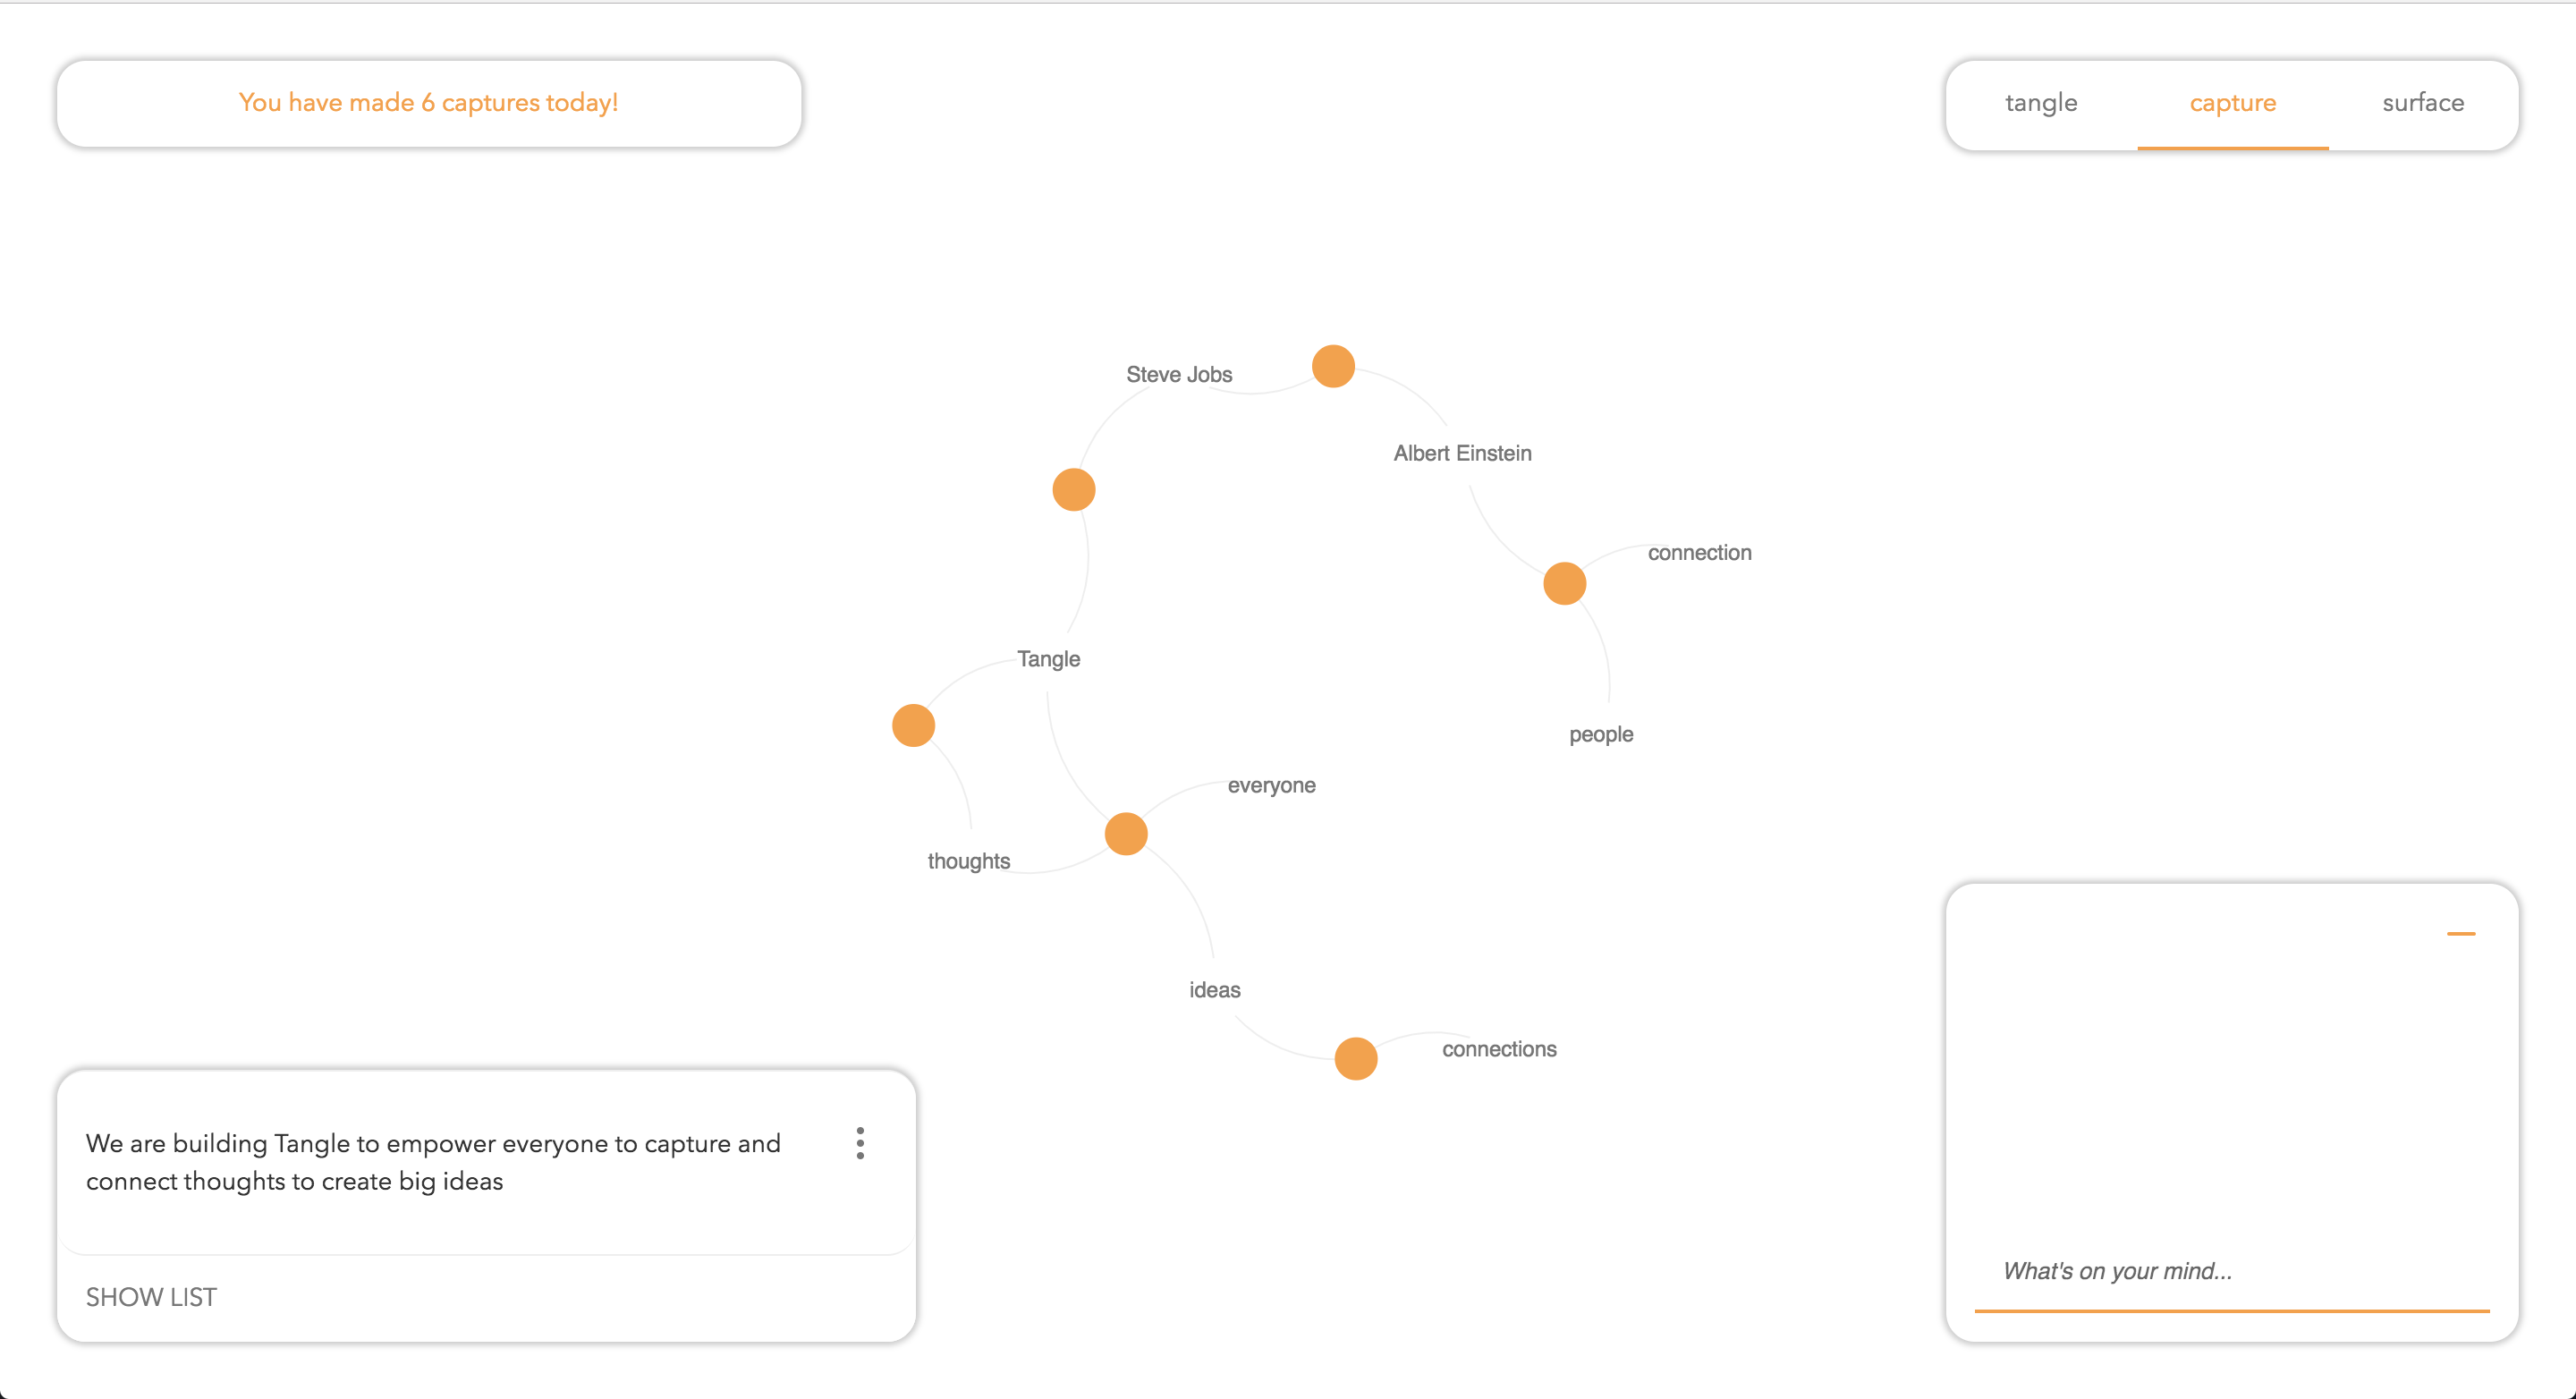 You have made 6 captures today!
tangle
capture
surface
Steve Jobs
Albert Einstein
connection
Tangle
people
everyone
thoughts
ideas
connections
We are building Tangle to empower everyone to capture and
connect thoughts to create big ideas
SHOW LIST
What's on your mind...